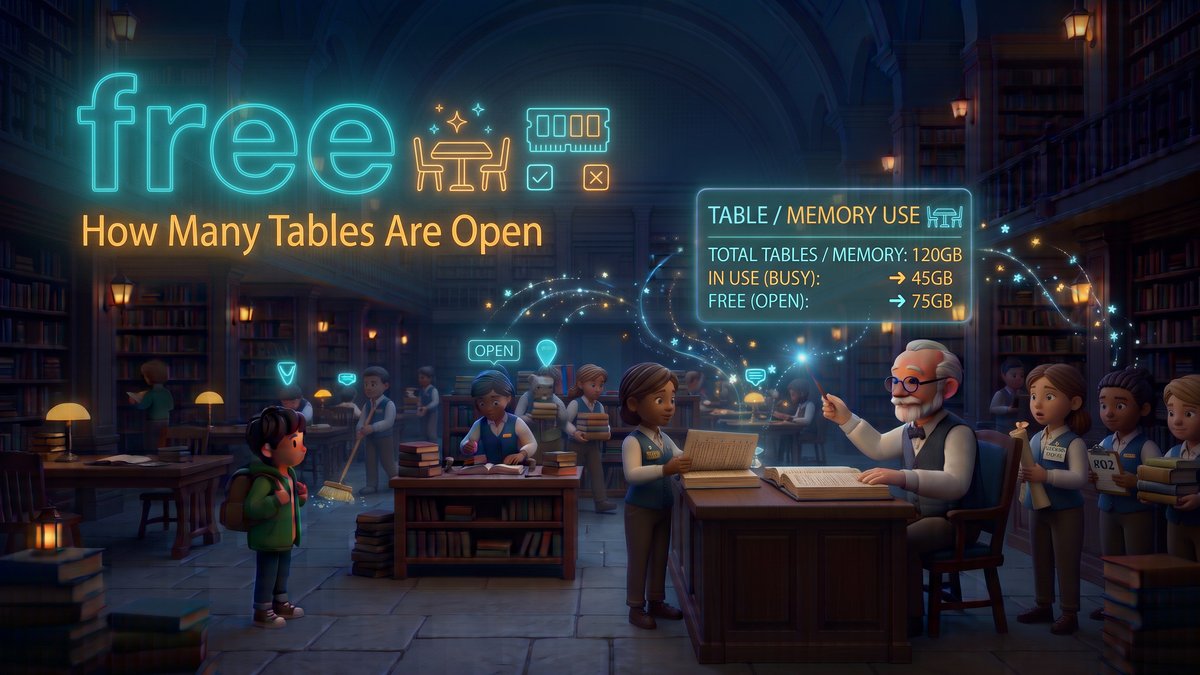 free
How Many Tables Are Open
TABLE / MEMORY USE
TOTAL TABLES / MEMORY: 120GB
IN USE (BUSY): → 45GB
FREE (OPEN): → 75GB
OPEN
802